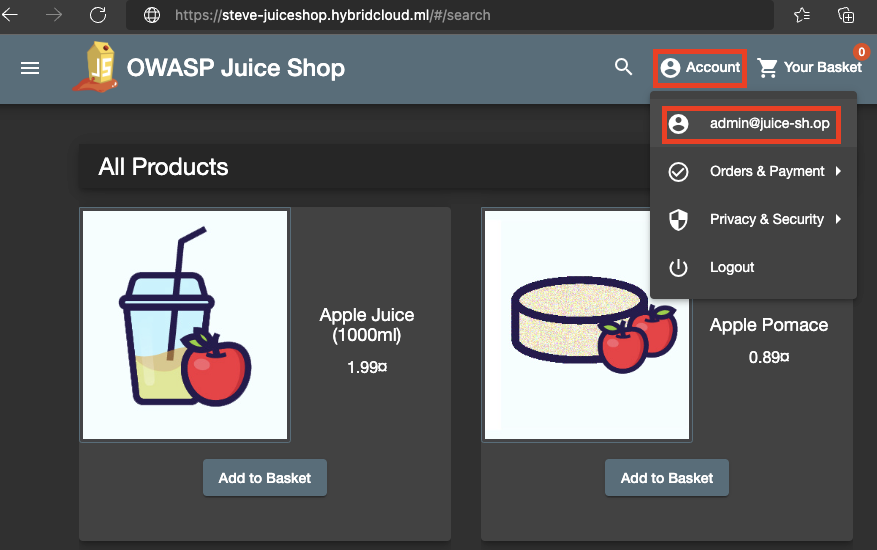 https://steve-juiceshop.hybridcloud.ml/#/search
JS
OWASP Juice Shop
Account
Your Basket
0
admin@juice-sh.op
Orders & Payment
Privacy & Security
Logout
All Products
Apple Juice
(1000ml)
1.99¤
Add to Basket
Apple Pomace
0.89¤
Add to Basket